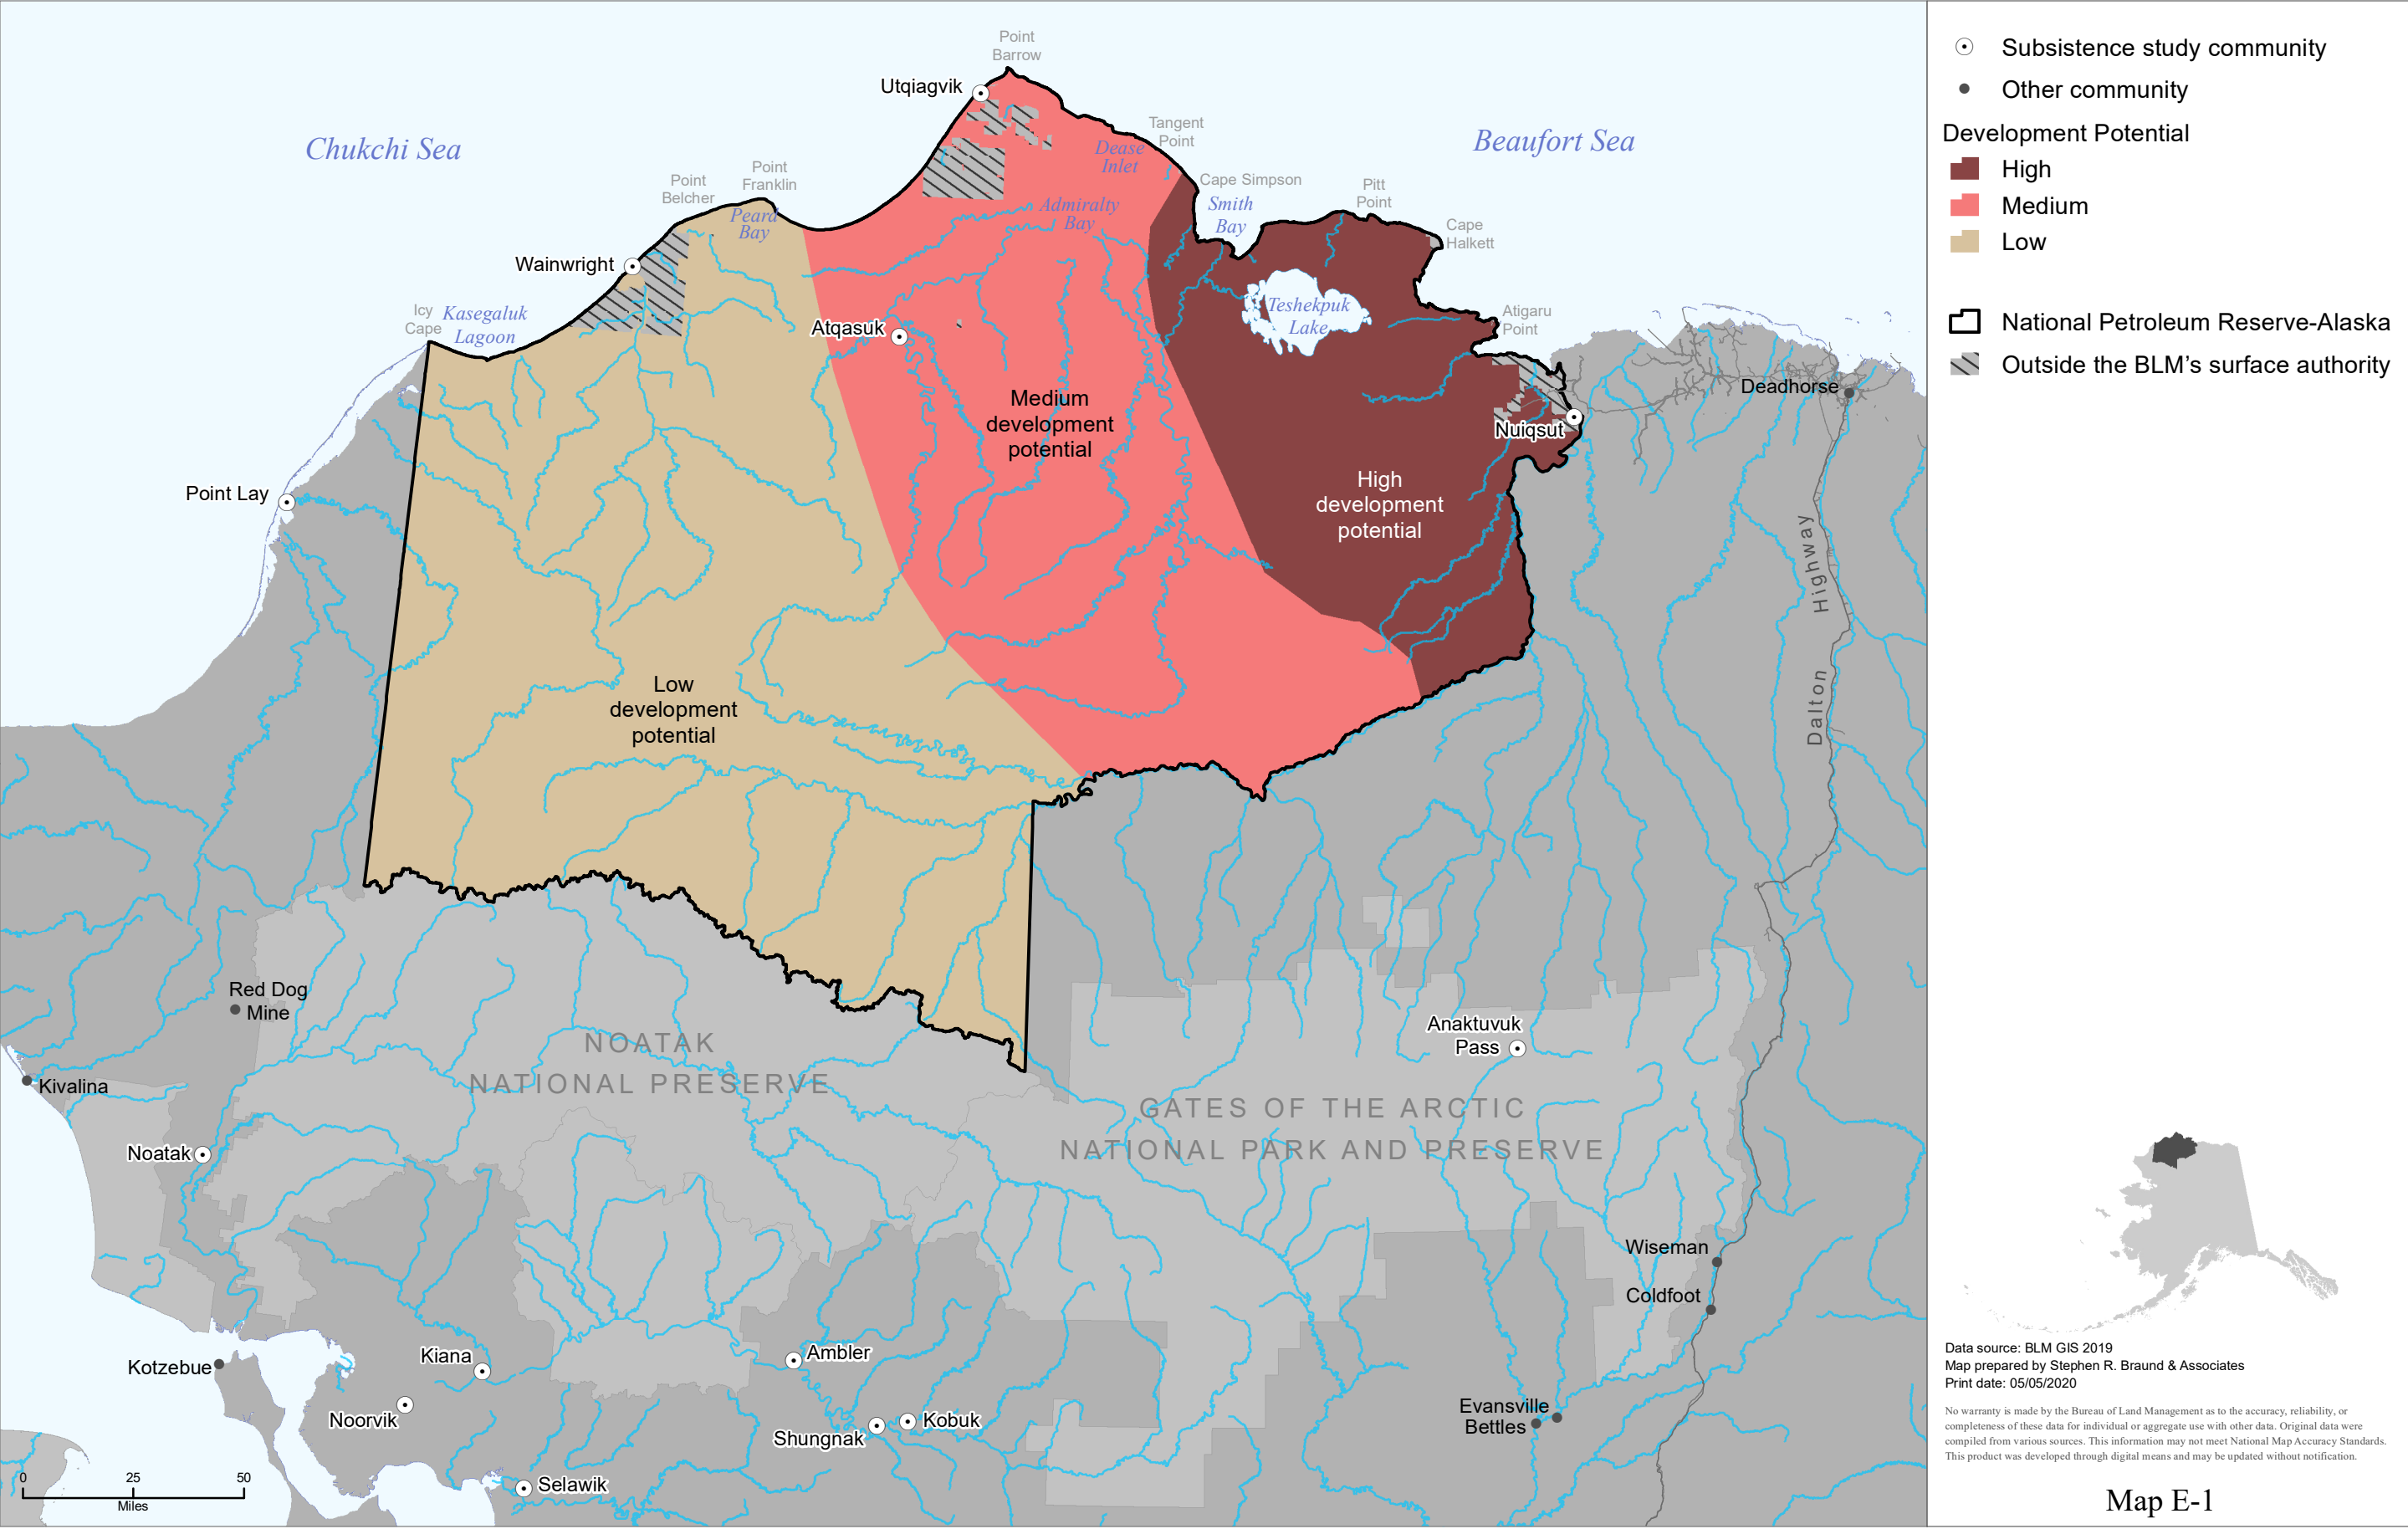 Point
Barrow
Utqiagvik
Chukchi Sea
Beaufort Sea
Tangent
Point
Dease
Inlet
Point
Franklin
Point
Belcher
Peard
Bay
Cape Simpson
Smith
Bay
Pitt
Point
Admiralty
Bay
Cape
Halkett
Wainwright
Icy
Cape
Kasegaluk
Lagoon
Atqasuk
Teshekpuk
Lake
Atigaru
Point
Deadhorse
Nuiqsut
Medium
development
potential
High
development
potential
Point Lay
Dalton Highway
Low
development
potential
Red Dog
Mine
NOATAK
NATIONAL PRESERVE
Anaktuvuk
Pass
Kivalina
GATES OF THE ARCTIC
NATIONAL PARK AND PRESERVE
Noatak
Wiseman
Coldfoot
Kotzebue
Kiana
Ambler
Noorvik
Shungnak
Kobuk
Evansville
Bettles
Selawik
0 25 50
Miles
Subsistence study community
Other community
Development Potential
High
Medium
Low
National Petroleum Reserve-Alaska
Outside the BLM’s surface authority
Data source: BLM GIS 2019
Map prepared by Stephen R. Braund & Associates
Print date: 05/05/2020
No warranty is made by the Bureau of Land Management as to the accuracy, reliability, or
completeness of these data for individual or aggregate use with other data. Original data were
compiled from various sources. This information may not meet National Map Accuracy Standards.
This product was developed through digital means and may be updated without notification.
Map E-1